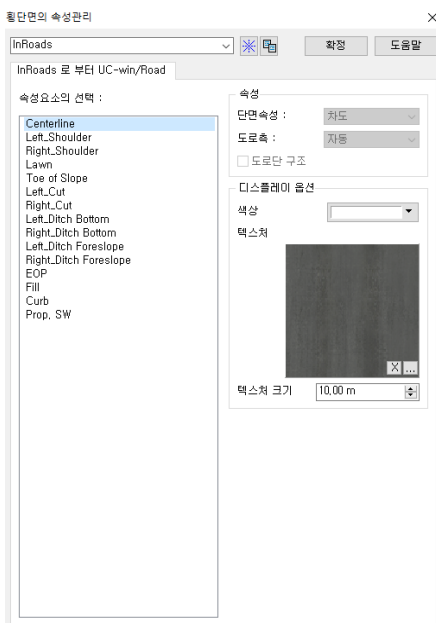 횡단면의 속성관리
InRoads
확정
도움말
InRoads 로 부터 UC-win/Road
속성요소의 선택 :
Centerline
Left_Shoulder
Right_Shoulder
Lawn
Toe of Slope
Left_Cut
Right_Cut
Left_Ditch Bottom
Right_Ditch Bottom
Left_Ditch Foreslope
Right_Ditch Foreslope
EOP
Fill
Curb
Prop, SW
속성
단면속성 :
차도
도로측 :
자동
도로단 구조
디스플레이 옵션
색상
텍스쳐
X ...
텍스쳐 크기
10,00 m